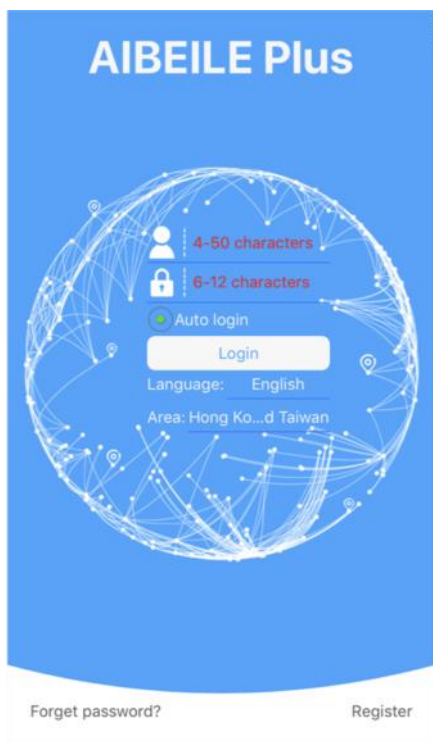 AIBEILE Plus
4-50 characters
6-12 characters
Auto login
Login
Language: English
Area: Hong Ko...d Taiwan
Forget password? Register